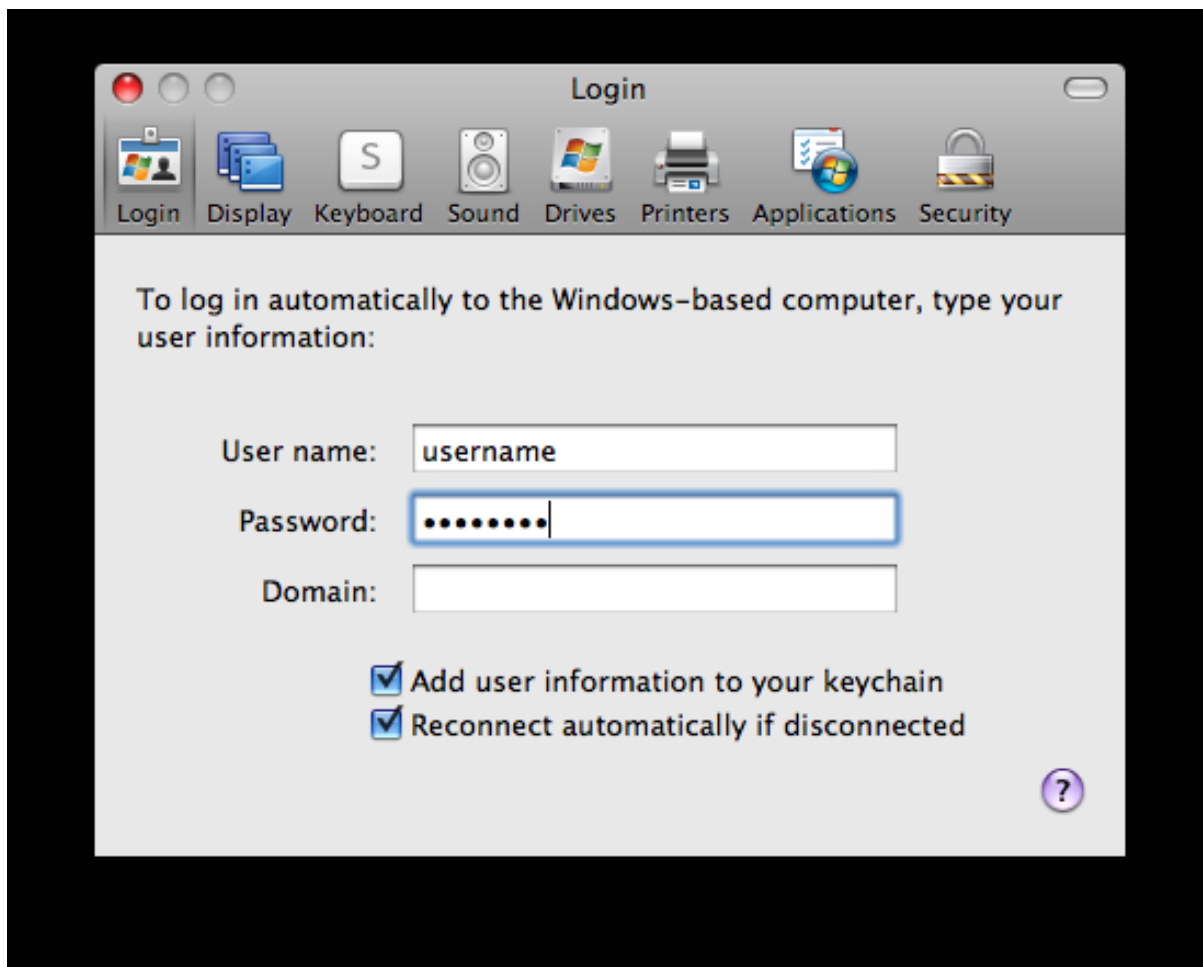 Login
S
Login Display Keyboard Sound Drives Printers Applications Security
To log in automatically to the Windows-based computer, type your
user information:
User name: username
Password: ••••••••
Domain:
Add user information to your keychain
Reconnect automatically if disconnected
?